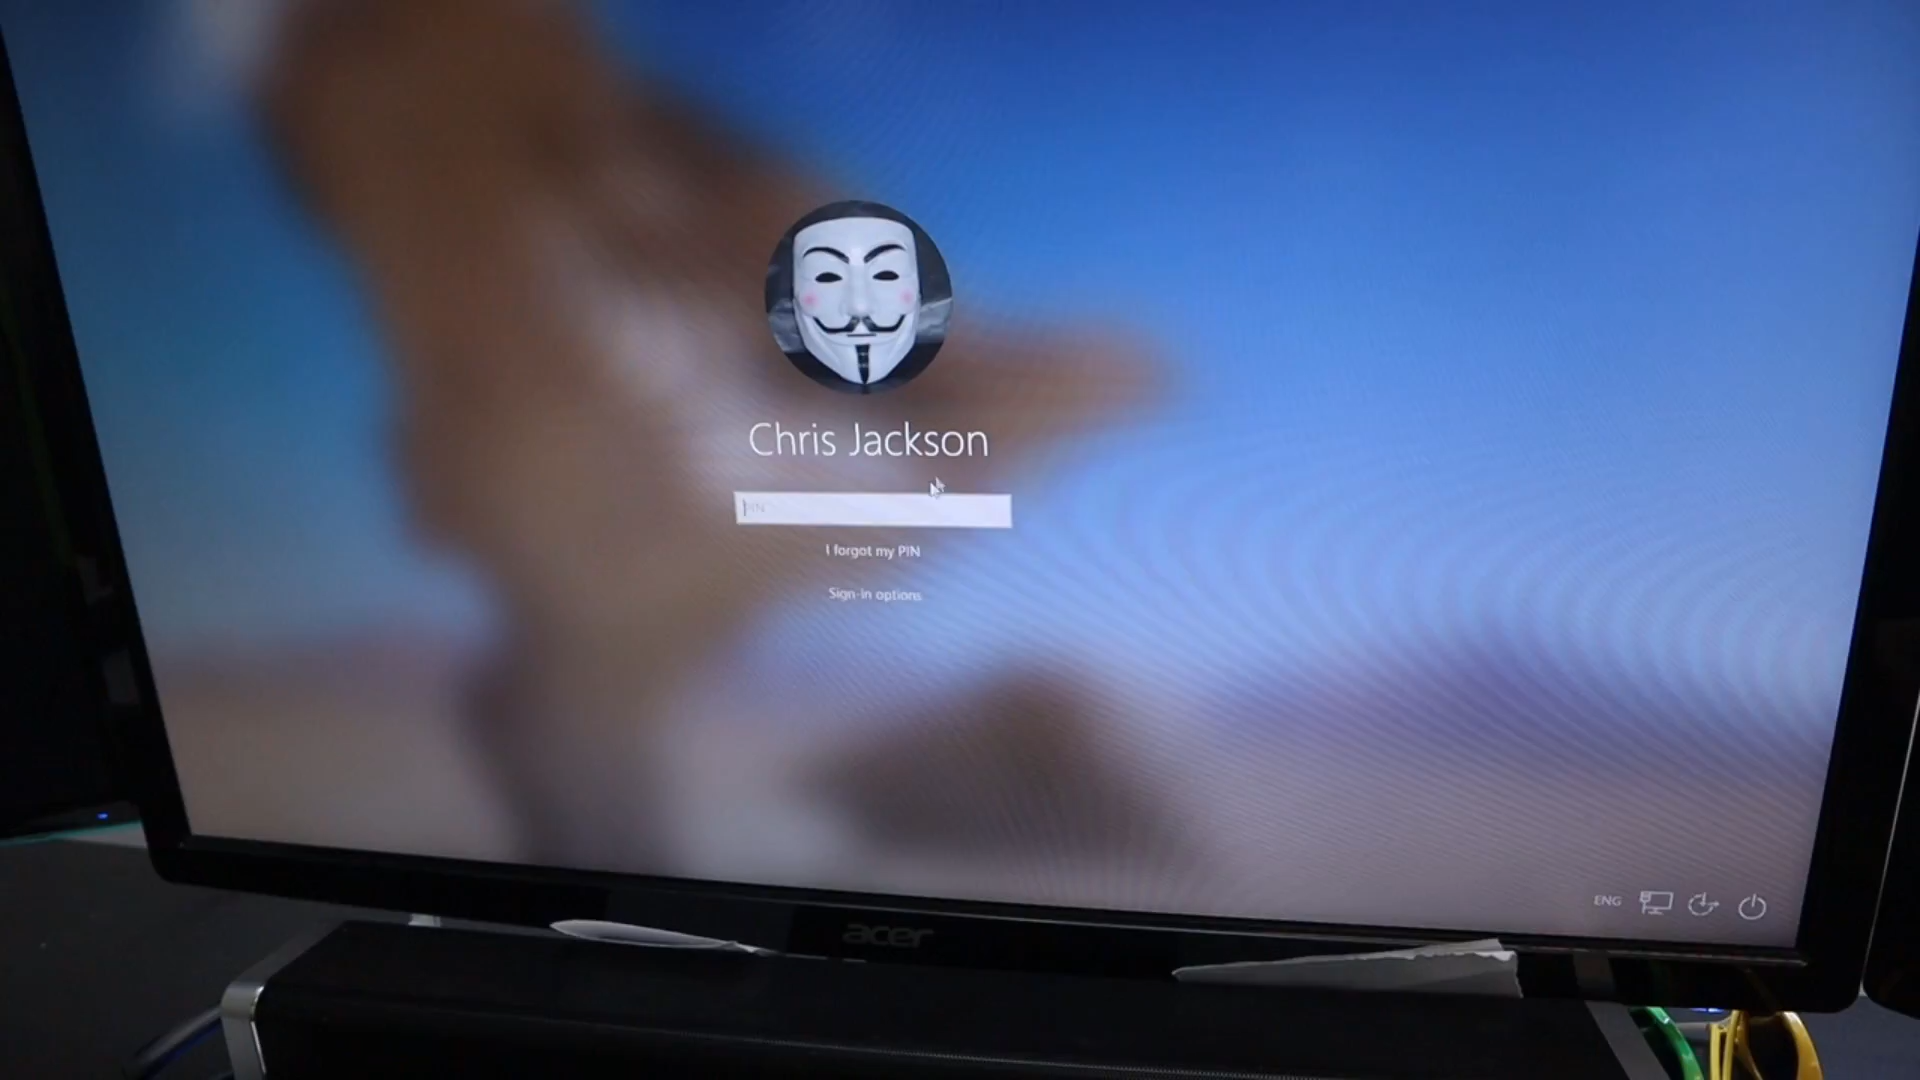 Chris Jackson
PIN
I forgot my PIN
Sign-in options
ENG
acer